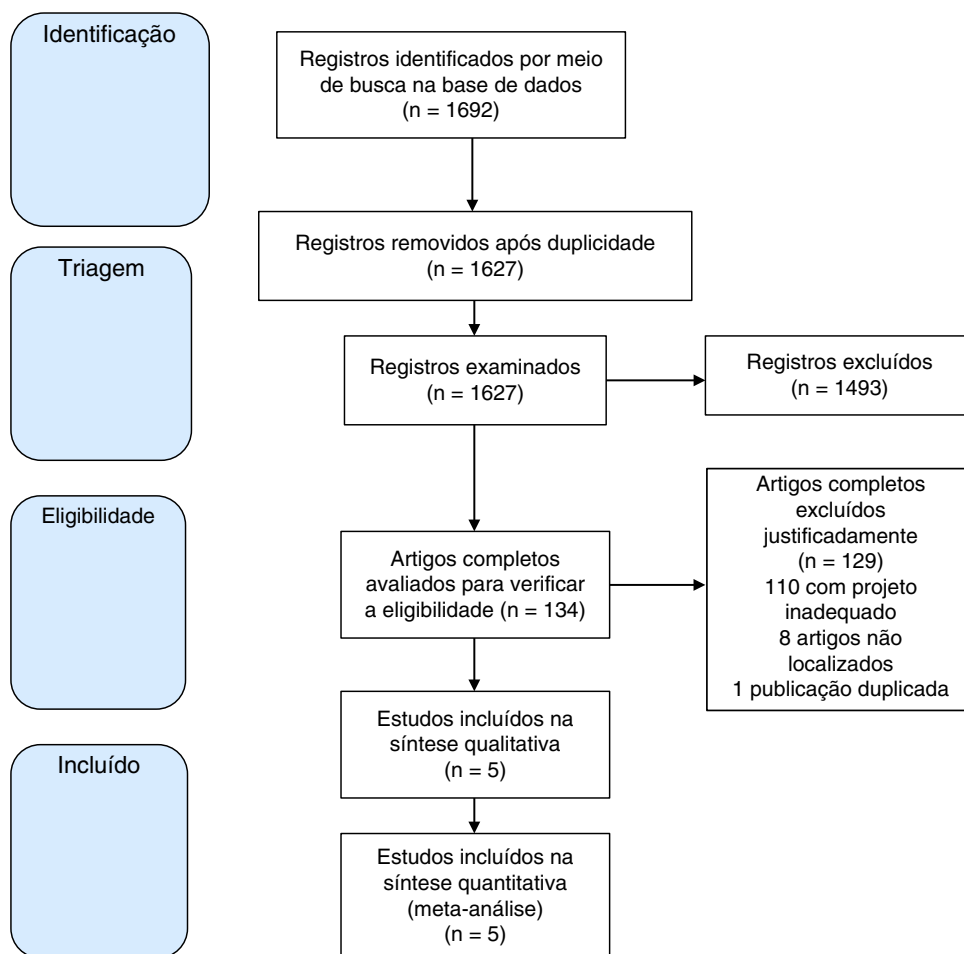 Identificação
Registros identificados por meio
de busca na base de dados
(n = 1692)
Registros removidos após duplicidade
(n = 1627)
Triagem
Registros examinados
(n = 1627)
Registros excluídos
(n = 1493)
Eligibilidade
Artigos completos
avaliados para verificar
a eligibilidade (n = 134)
Artigos completos
excluídos
justificadamente
(n = 129)
110 com projeto
inadequado
8 artigos não
localizados
1 publicação duplicada
Estudos incluídos na
síntese qualitativa
(n = 5)
Incluído
Estudos incluídos na
síntese quantitativa
(meta-análise)
(n = 5)